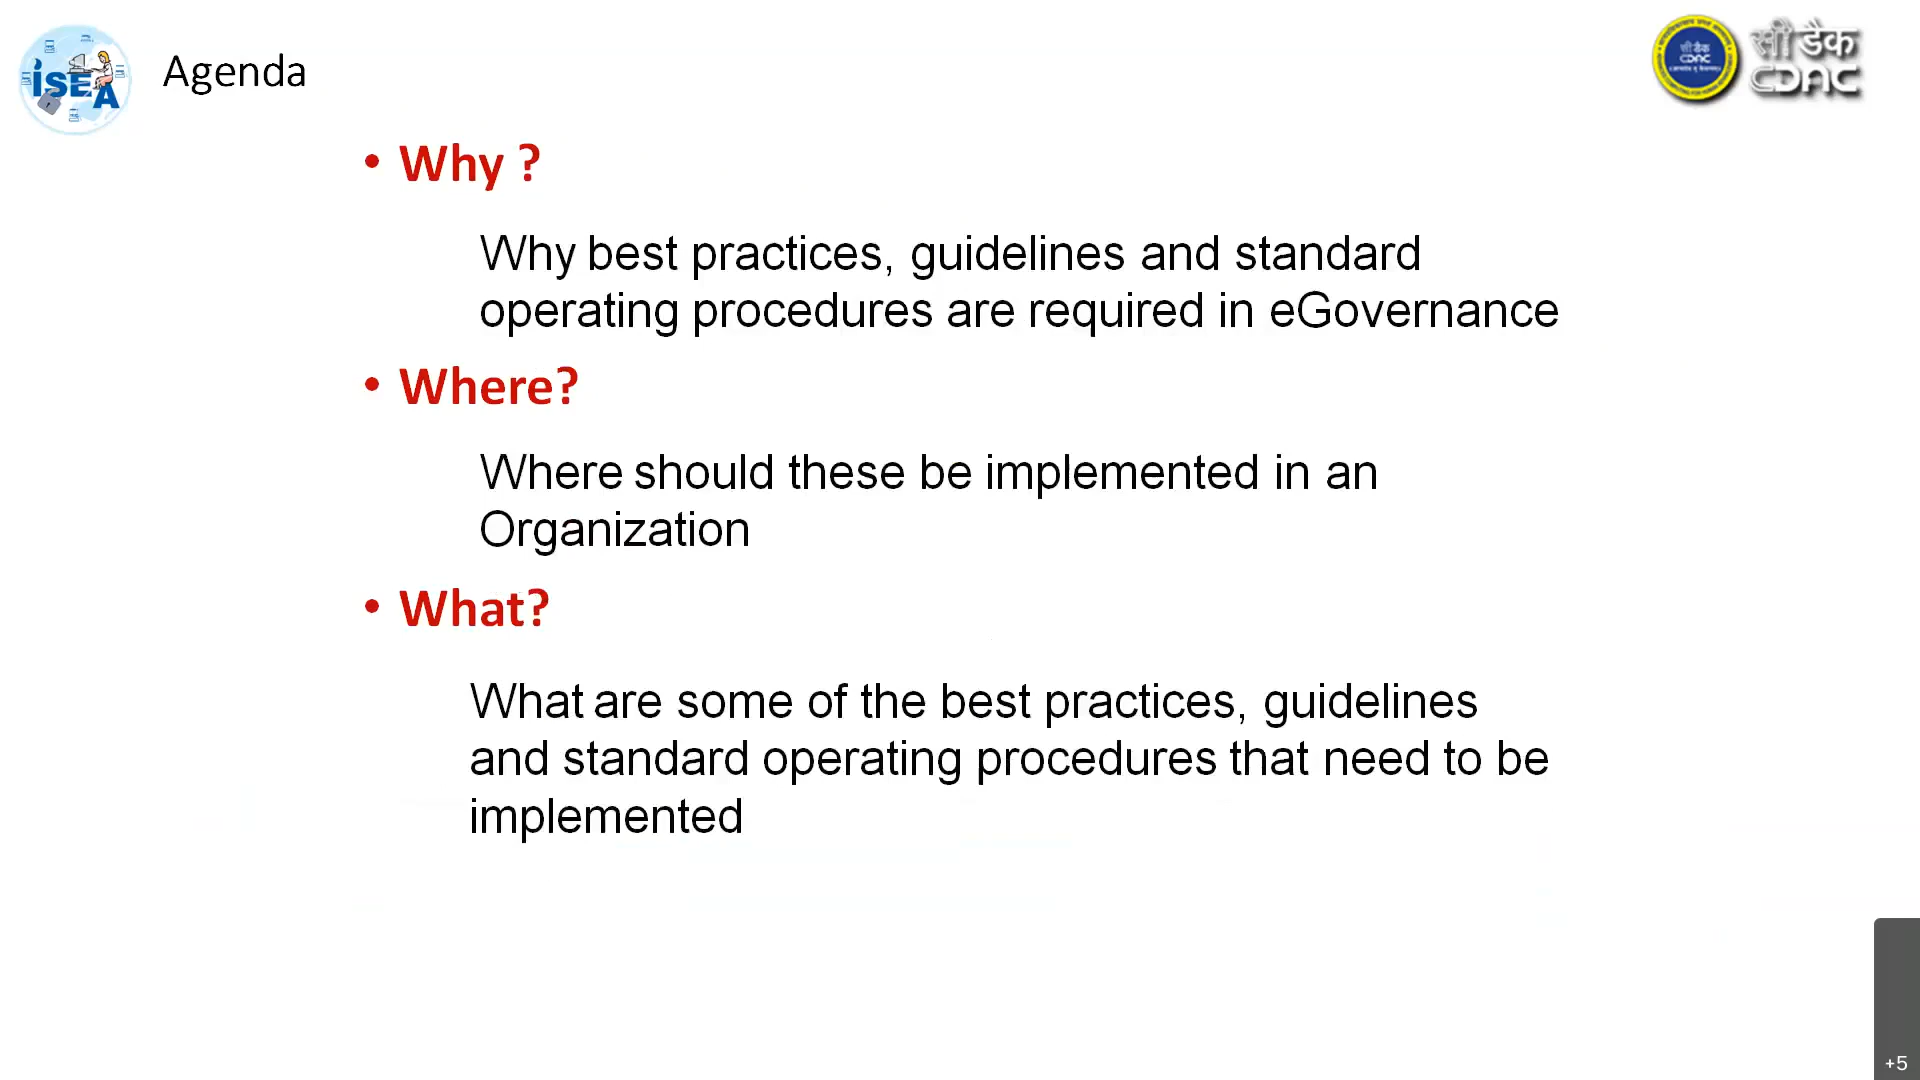 iSEA
Agenda
सी डैक
CDAC
सी डैक
CDAC
• Why ?
Why best practices, guidelines and standard
operating procedures are required in eGovernance
• Where?
Where should these be implemented in an
Organization
• What?
What are some of the best practices, guidelines
and standard operating procedures that need to be
implemented
+5